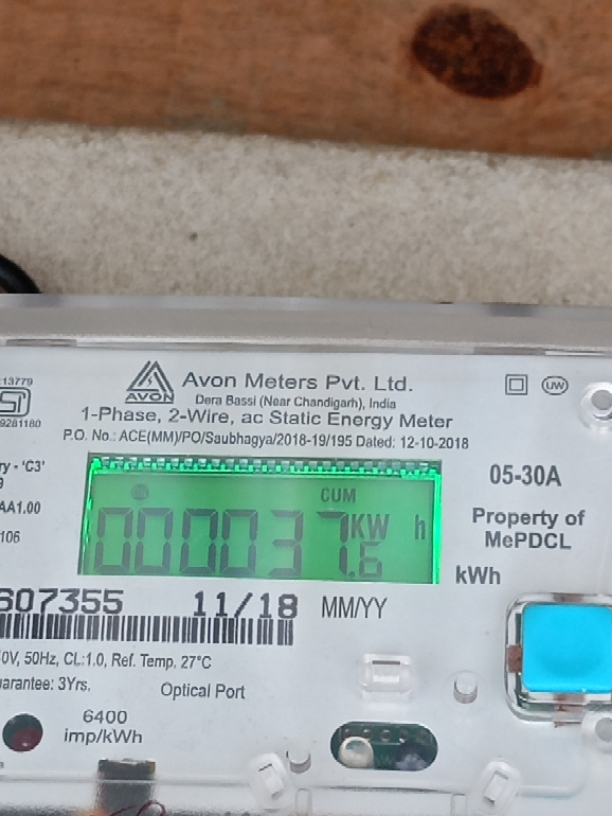 AVON
Avon Meters Pvt. Ltd.
Dera Bassi (Near Chandigarh), India
1-Phase, 2-Wire, ac Static Energy Meter
P.O. No.: ACE(MM)/PO/Saubhagya/2018-19/195 Dated: 12-10-2018
:13779
9281180
UW
ry - 'C3'
AA1.00
106
CUM
000037.6 KW h
05-30A
Property of
MePDCL
kWh
607355 11/18 MM/YY
0V, 50Hz, CL:1.0, Ref. Temp. 27°C
arantee: 3Yrs.
Optical Port
6400
imp/kWh